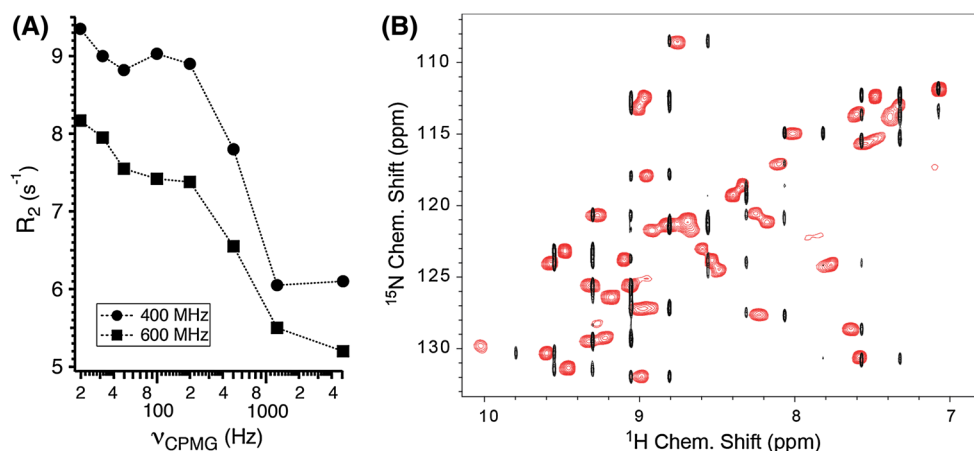 (A)
9
8
7
6
5
R2 (s-1)
400 MHz
600 MHz
2 4 6 8 100 2 4 6 8 1000 2 4
νCPMG (Hz)
(B)
110
115
120
125
130
15N Chem. Shift (ppm)
10 9 8 7
1H Chem. Shift (ppm)